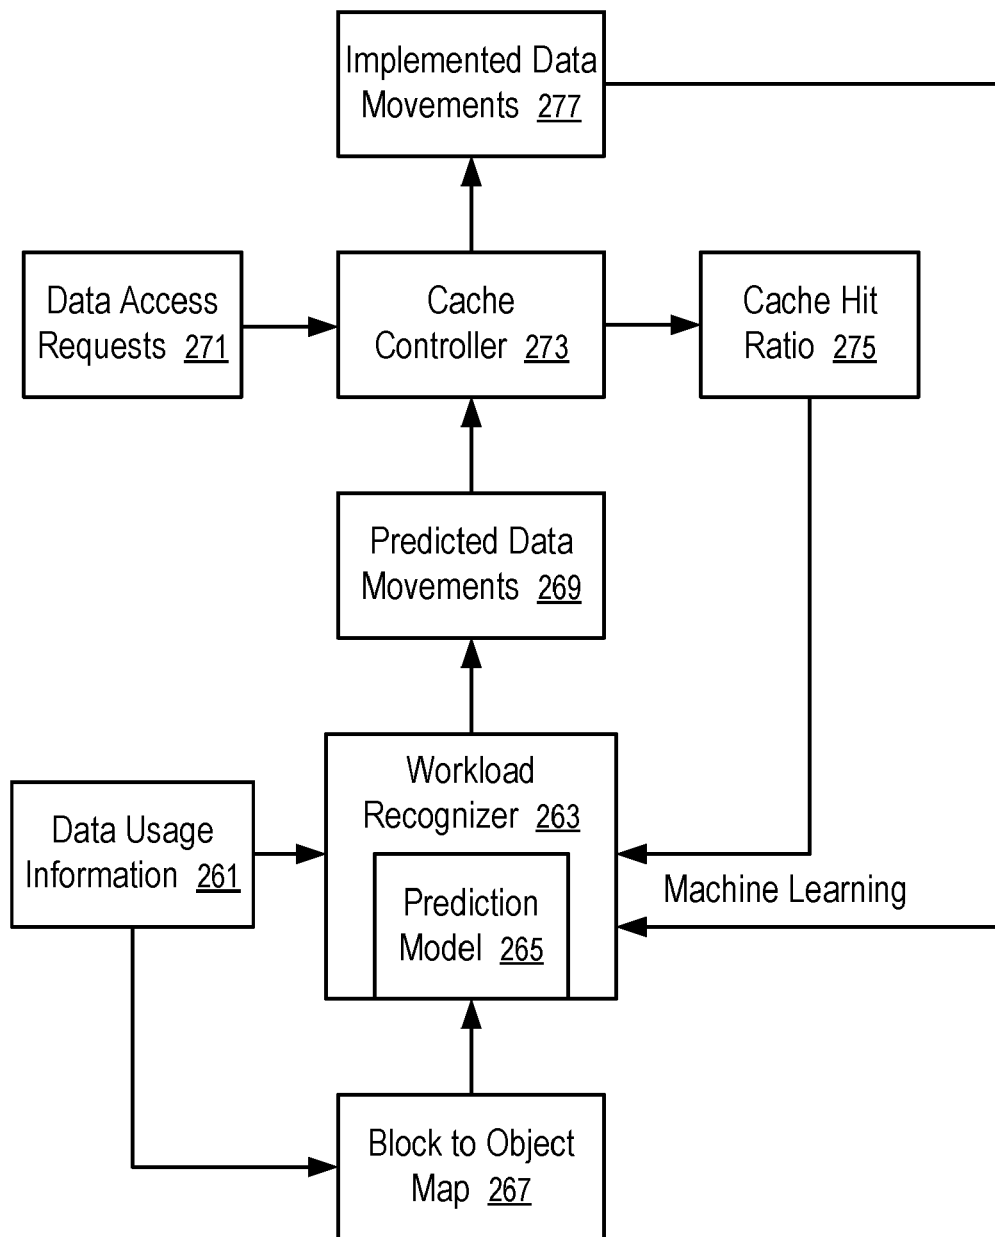 Implemented Data
Movements 277
Data Access
Requests 271
Cache
Controller 273
Cache Hit
Ratio 275
Predicted Data
Movements 269
Workload
Recognizer 263
Data Usage
Information 261
Prediction
Model 265
Machine Learning
Block to Object
Map 267